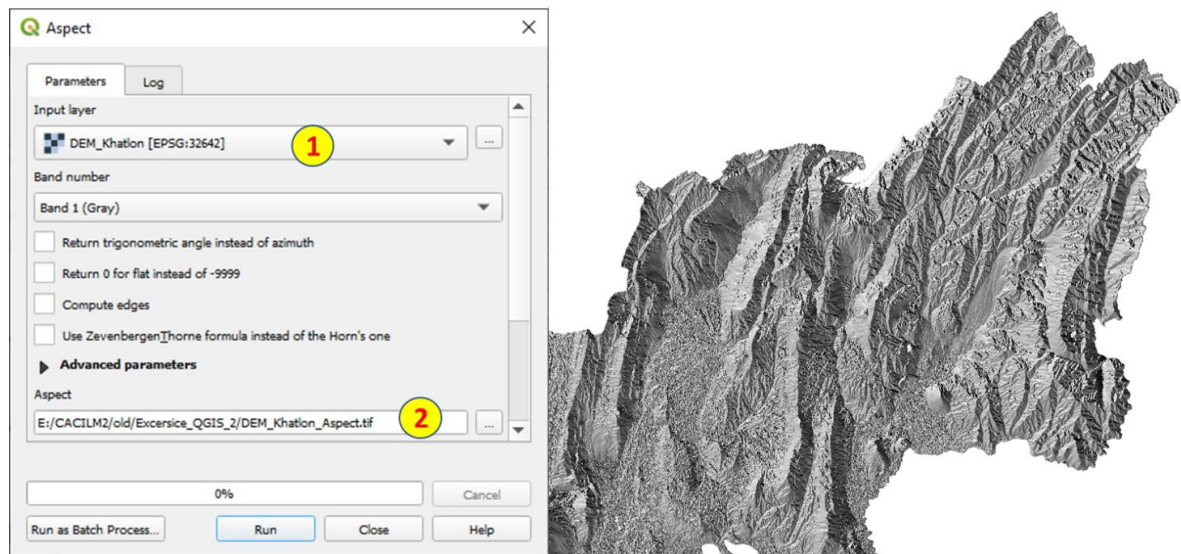 Aspect
Parameters Log
Input layer
DEM_Khatlon [EPSG:32642] 1 ...
Band number
Band 1 (Gray)
Return trigonometric angle instead of azimuth
Return 0 for flat instead of -9999
Compute edges
Use ZevenbergenThorne formula instead of the Horn's one
Advanced parameters
Aspect
E:/CACILM2/old/Excersice_QGIS_2/DEM_Khatlon_Aspect.tif 2 ...
0% Cancel
Run as Batch Process... Run Close Help